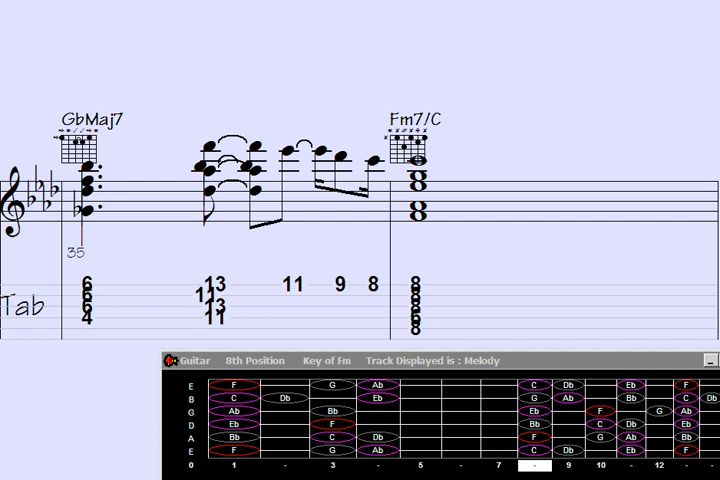 GbMaj7 Fm7/C
35
Tab
6 13 11 9 8 8
6 11 8
6 13 8
4 11 6
8
Guitar 8th Position Key of Fm Track Displayed is : Melody
E F G Ab C Db Eb F
B C Db Eb G Ab Bb C Db
G Ab Bb Eb F G Ab
D Eb F Bb C Db Eb
A Bb C Db F G Ab Bb
E F G Ab C Db Eb F
0 1 - 3 - 5 - 7 - 9 10 - 12 - -